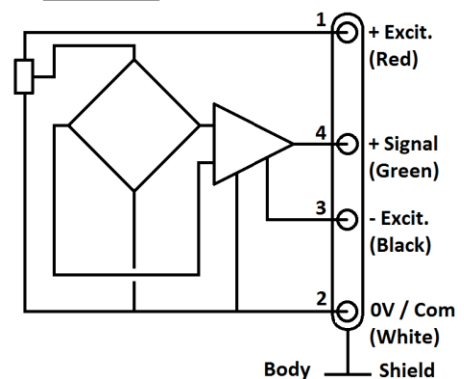 1
+ Excit.
(Red)
4
+ Signal
(Green)
3
- Excit.
(Black)
2
0V / Com
(White)
Body
Shield